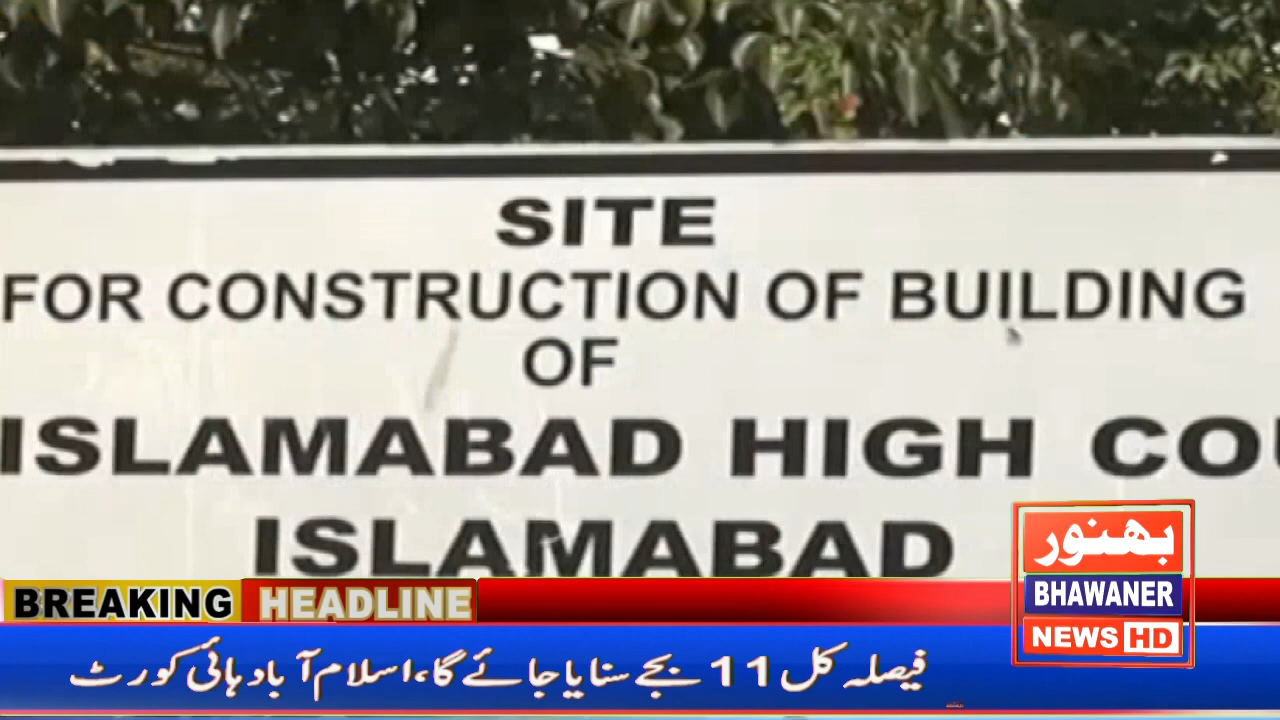 SITE
FOR CONSTRUCTION OF BUILDING
OF
ISLAMABAD HIGH
ISLAMABAD
بھنور
BHAWANER
NEWS HD
BREAKING HEADLINE
فیصلہ کل 11 بجے سنایا جائے گا، اسلام آباد ہائی کورٹ